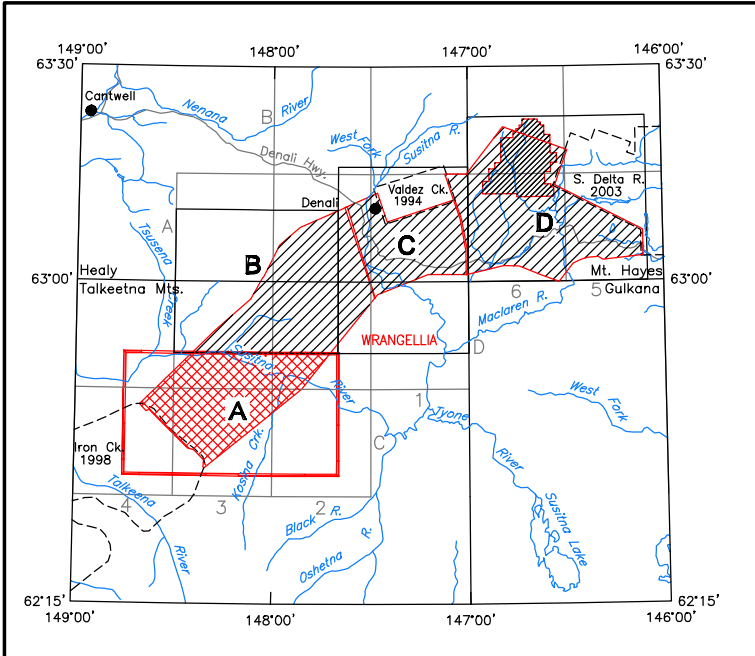 149°00' 148°00' 147°00' 146°00'
63°30' 63°30'
Cantwell
Nenana River
B
West Fork
Susitna R.
Denali Hwy.
Valdez Ck.
1994
S. Delta R.
2003
Denali
A
Tsusena Creek
B
C
D
63°00' 63°00'
Healy
Talkeetna Mts.
Mt. Hayes
Gulkana
6 5
Maclaren R.
WRANGELLIA
D
Susitna River
1
West Fork
A
Tyone River
C
Iron Ck.
1998
Kosina Crk.
Talkeena River
4 3 2
Susitna Lake
Black R.
Oshetna R.
62°15' 62°15'
149°00' 148°00' 147°00' 146°00'